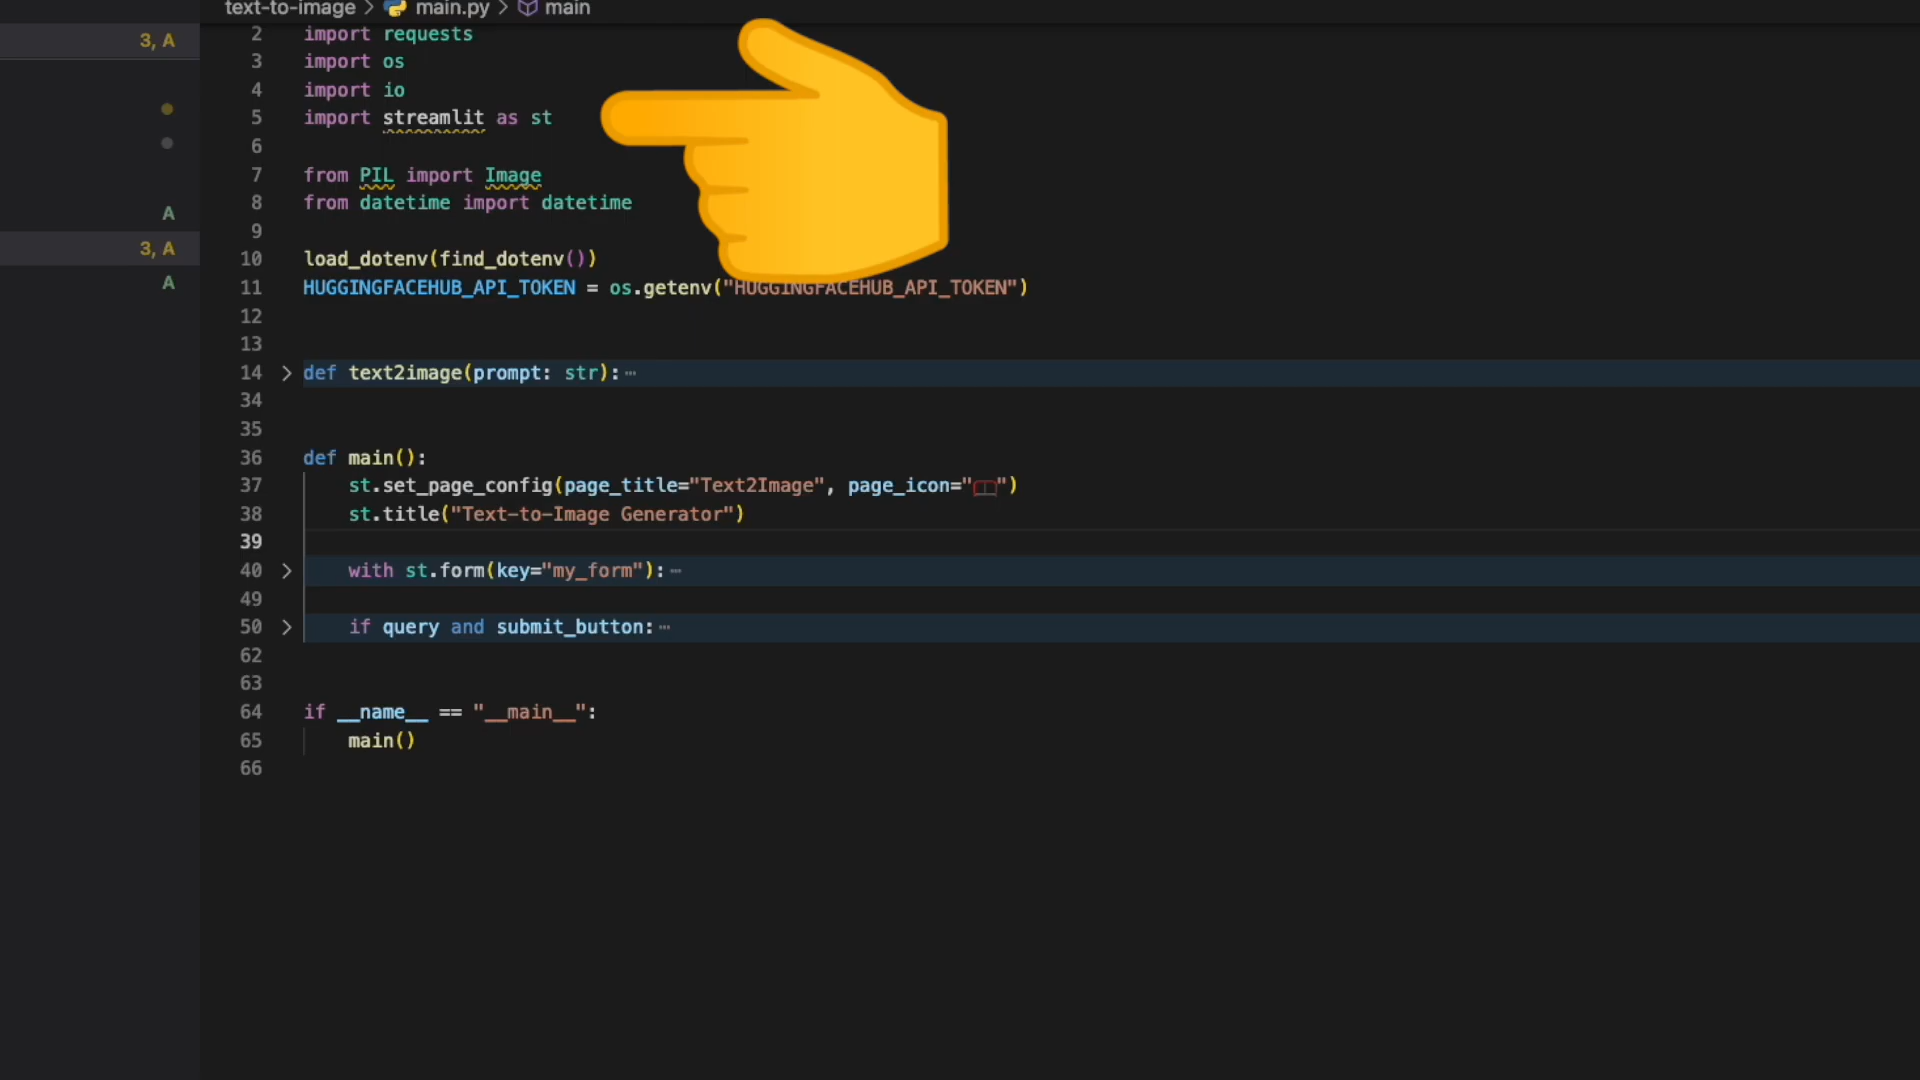 text-to-image > main.py > main
3, A
2 import requests
3 import os
4 import io
5 import streamlit as st
6
7 from PIL import Image
A
8 from datetime import datetime
9
3, A
10 load_dotenv(find_dotenv())
A
11 HUGGINGFACEHUB_API_TOKEN = os.getenv("HUGGINGFACEHUB_API_TOKEN")
12
13
14 > def text2image(prompt: str):⋯
34
35
36 def main():
37 st.set_page_config(page_title="Text2Image", page_icon="")
38 st.title("Text-to-Image Generator")
39
40 > with st.form(key="my_form"):⋯
49
50 > if query and submit_button:⋯
62
63
64 if __name__ == "__main__":
65 main()
66